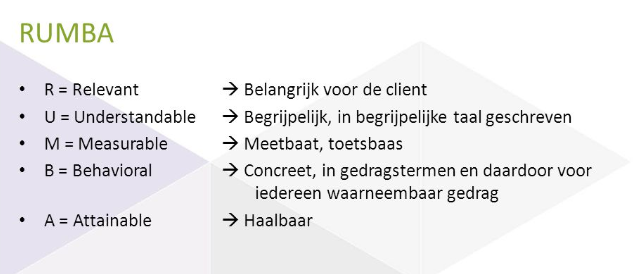 RUMBA
• R = Relevant → Belangrijk voor de client
• U = Understandable → Begrijpelijk, in begrijpelijke taal geschreven
• M = Measurable → Meetbaat, toetsbaas
• B = Behavioral → Concreet, in gedragstermen en daardoor voor
iedereen waarneembaar gedrag
• A = Attainable → Haalbaar